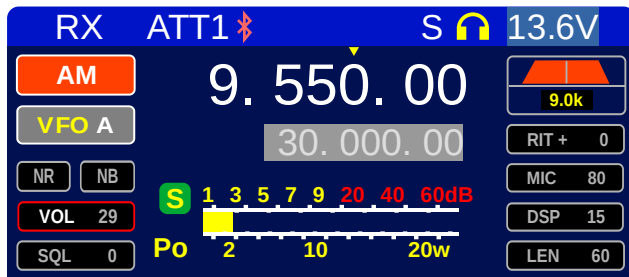 RX ATT1 S 13.6V
AM 9. 550. 00 9.0k
VFO A 30. 000. 00 RIT + 0
NR NB MIC 80
S 1 3 5 7 9 20 40 60dB
VOL 29 DSP 15
SQL 0 Po 2 10 20w LEN 60